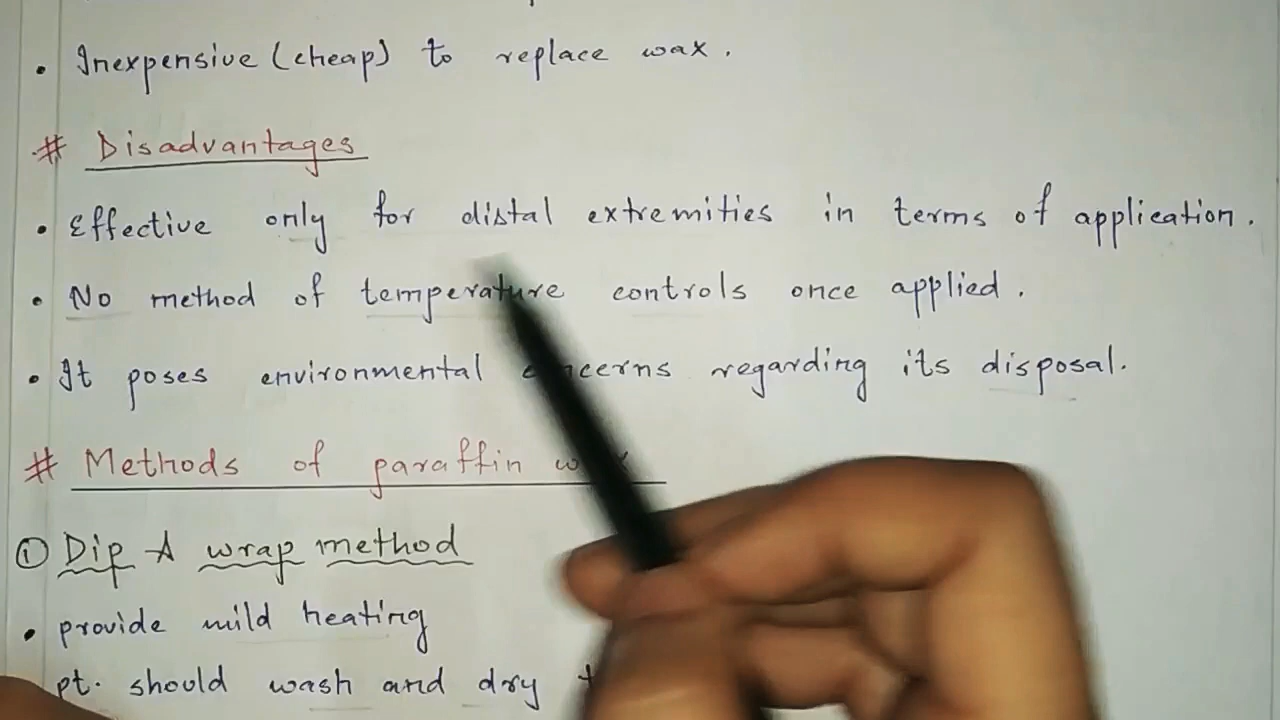 • Inexpensive (cheap) to replace wax.
# Disadvantages
• Effective only for distal extremities in terms of application.
• No method of temperature controls once applied.
• It poses environmental concerns regarding its disposal.
# Methods of paraffin wax
① Dip & wrap method
• provide mild heating
pt. should wash and dry